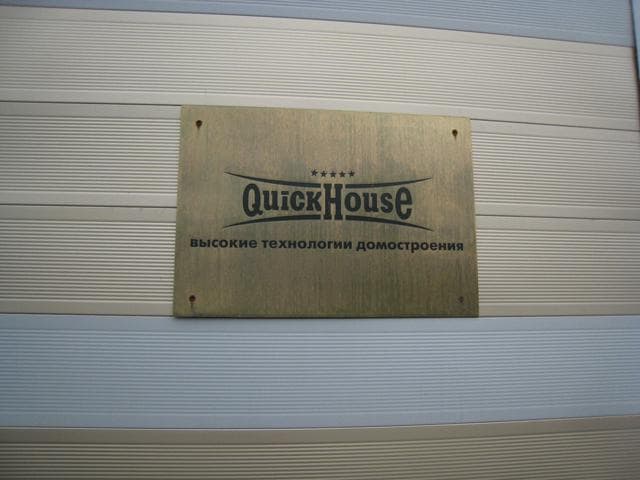 QuickHouse
высокие технологии домостроения